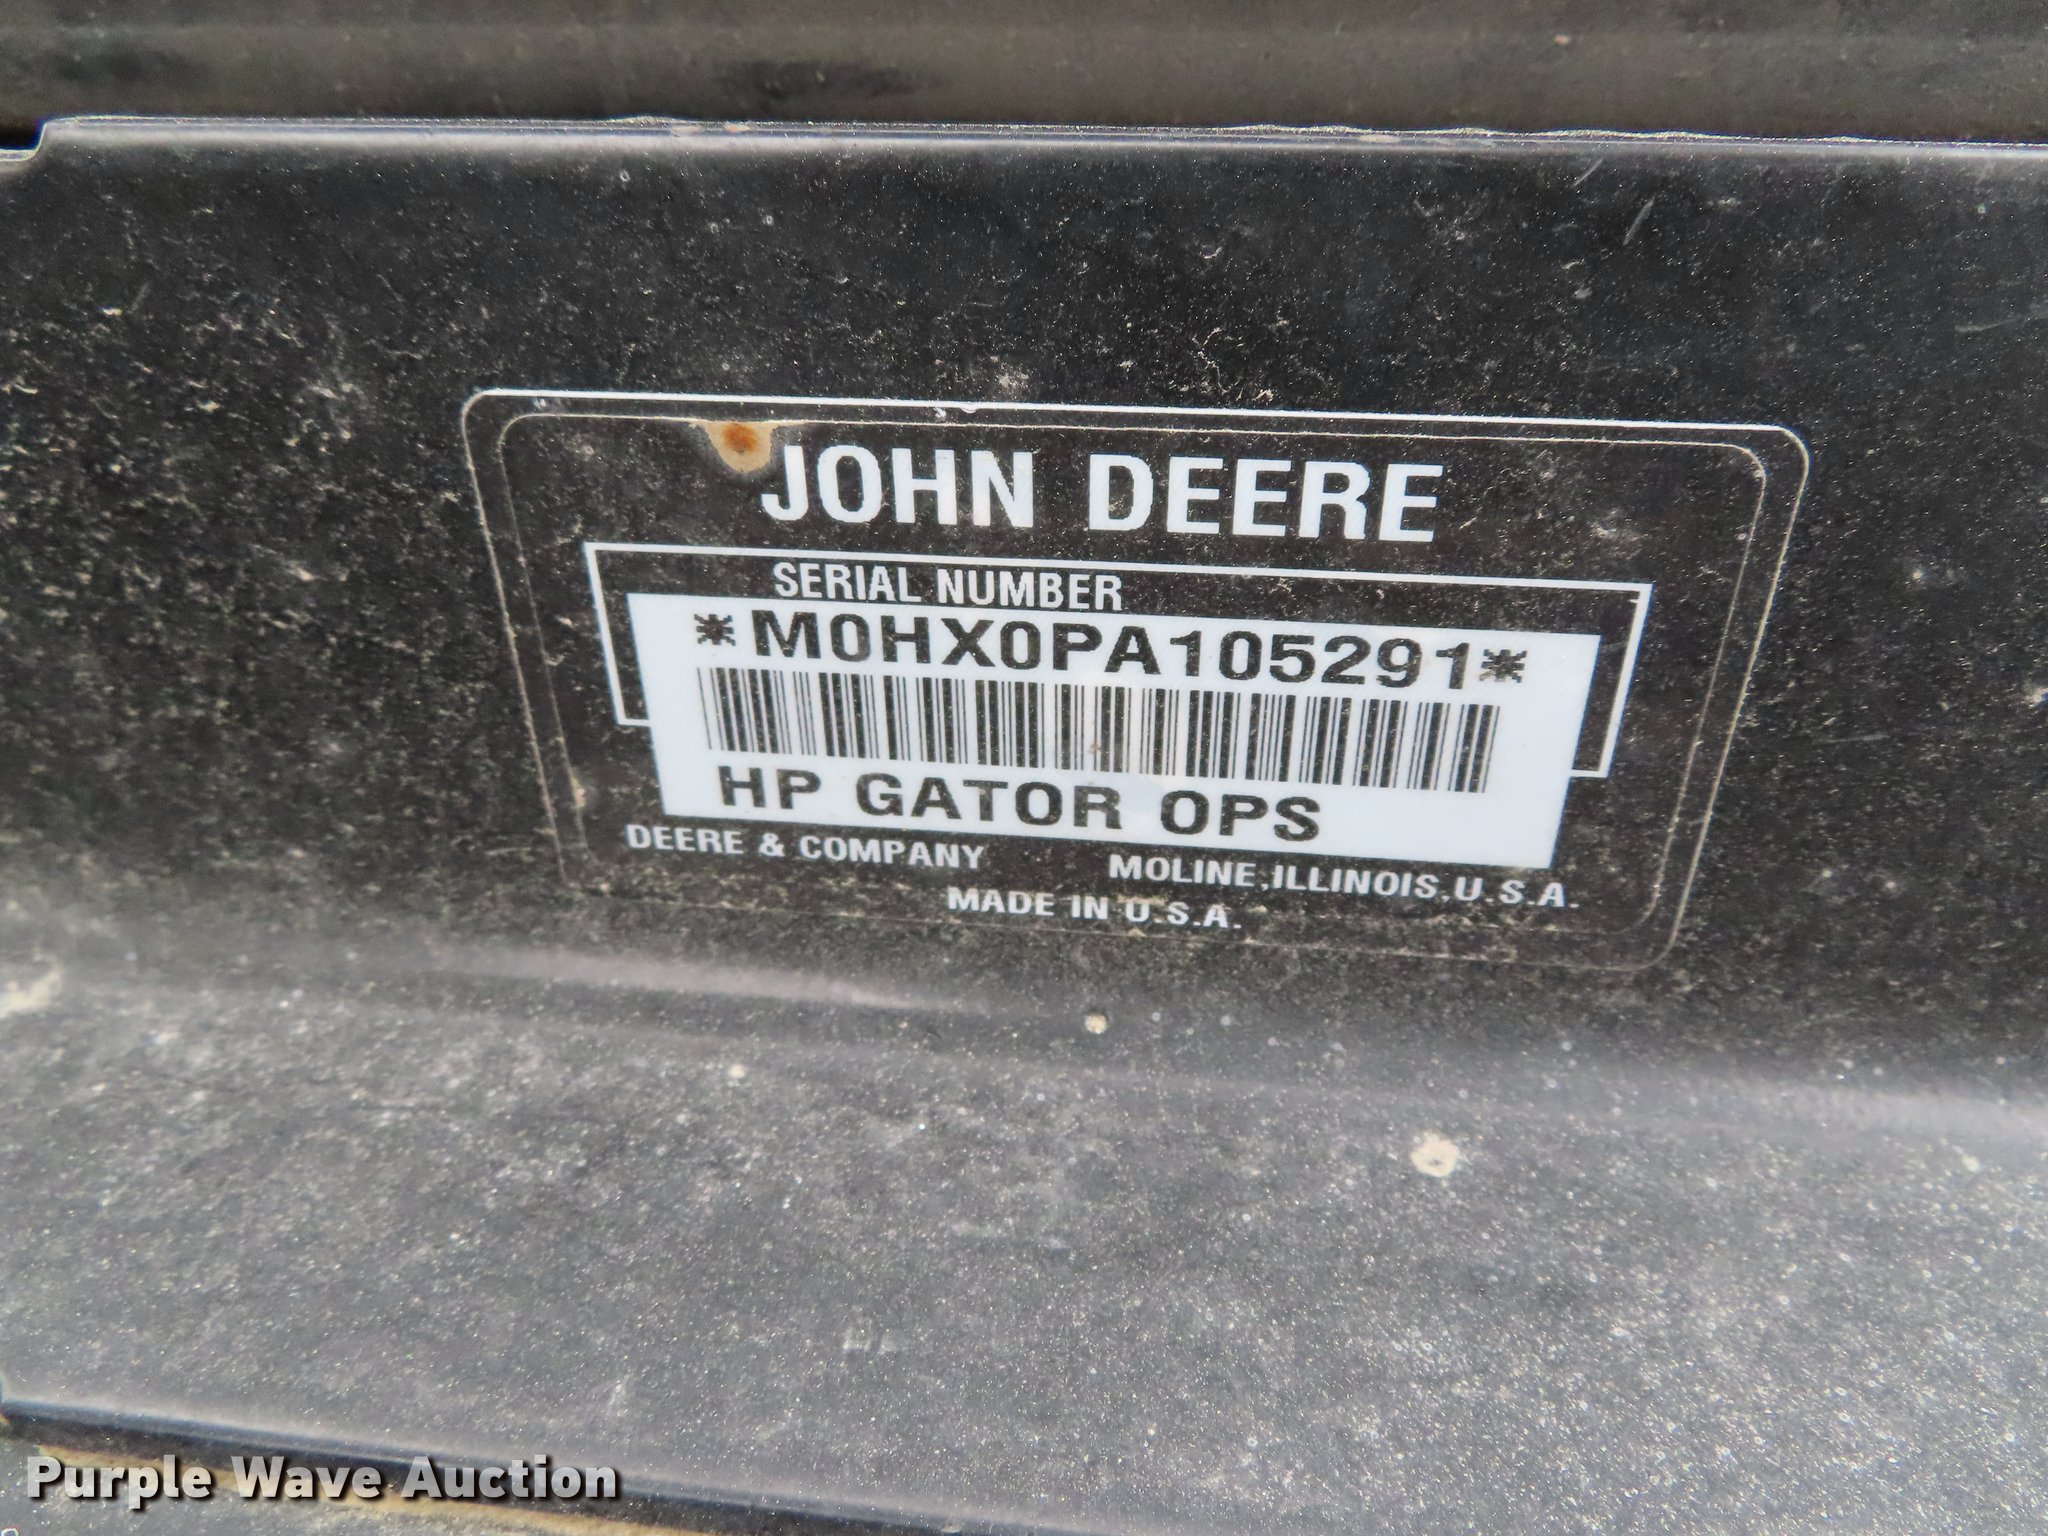 JOHN DEERE
SERIAL NUMBER
*M0HX0PA105291*
HP GATOR OPS
DEERE & COMPANY MOLINE, ILLINOIS, U.S.A.
MADE IN U.S.A.
Purple Wave Auction